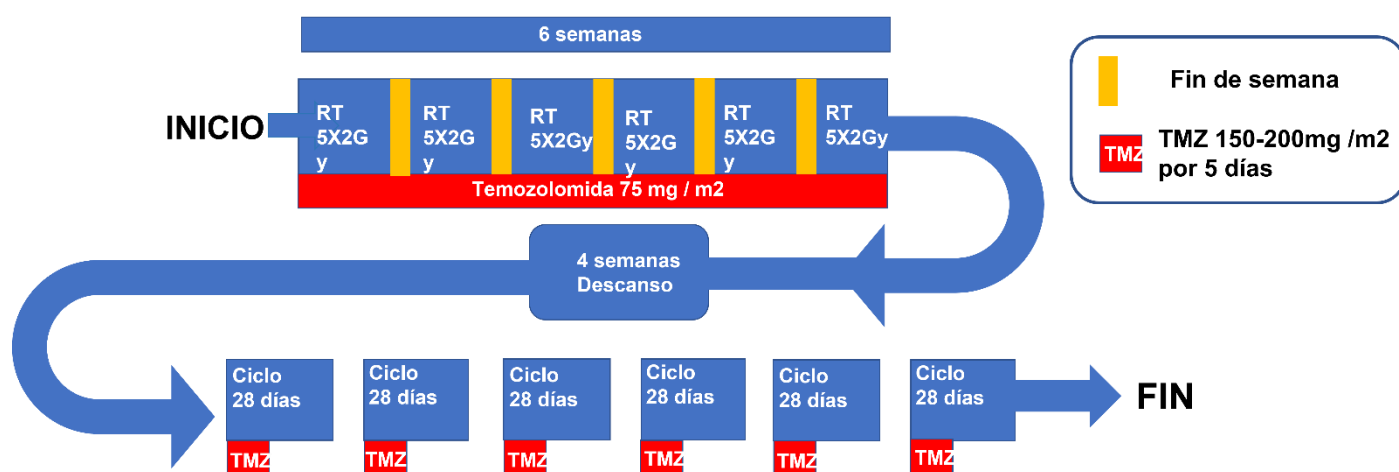 6 semanas
INICIO
RT
5X2G
y
RT
5X2G
y
RT
5X2Gy
RT
5X2G
y
RT
5X2G
y
RT
5X2Gy
Temozolomida 75 mg / m2
Fin de semana
TMZ
TMZ 150-200mg /m2
por 5 días
4 semanas
Descanso
Ciclo
28 días
TMZ
Ciclo
28 días
TMZ
Ciclo
28 días
TMZ
Ciclo
28 días
TMZ
Ciclo
28 días
TMZ
Ciclo
28 días
TMZ
FIN